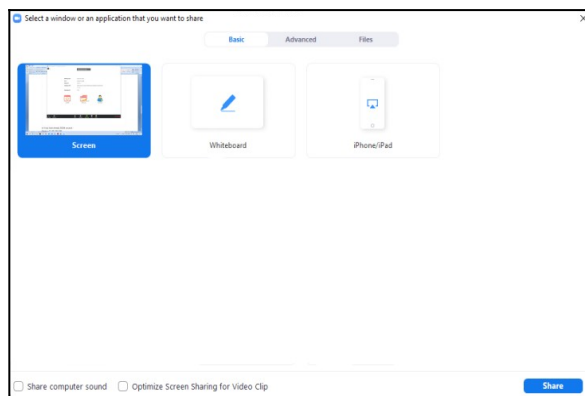 Select a window or an application that you want to share
Basic Advanced Files
Screen Whiteboard iPhone/iPad
Share computer sound Optimize Screen Sharing for Video Clip Share